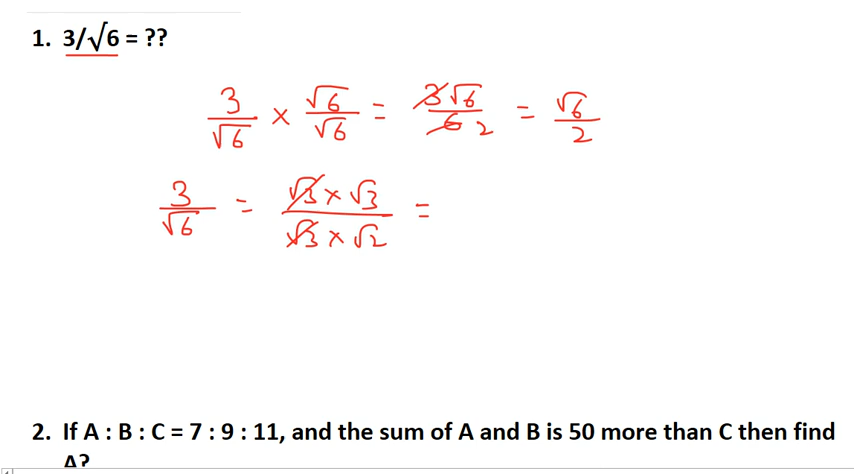 1. 3/√6 = ??
3/√6 × √6/√6 = 3√6/6 2 = √6/2
3/√6 = √3 × √3/√3 × √2 =
2. If A : B : C = 7 : 9 : 11, and the sum of A and B is 50 more than C then find
A?